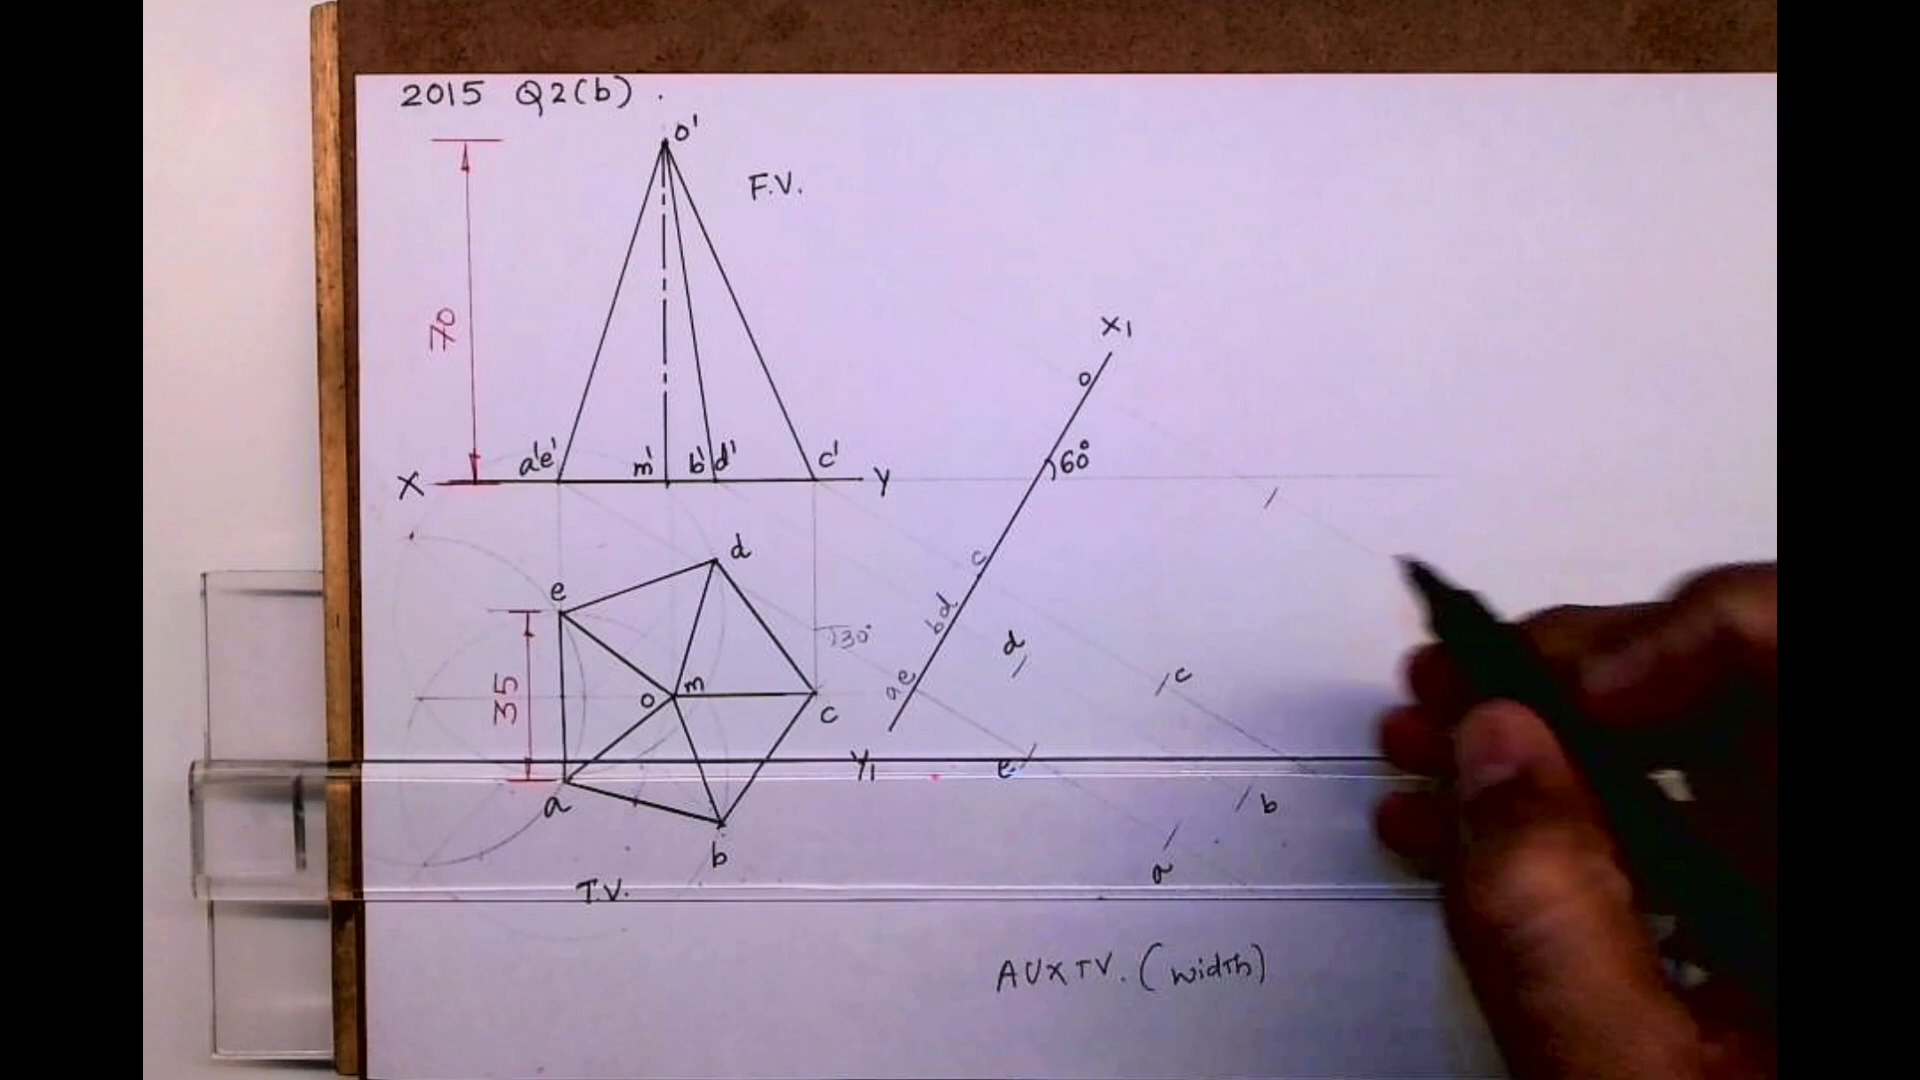 2015 Q2(b) .
o'
F.V.
70
X1
o
60°
a'e' m' b' d' c'
X Y
c
d
e
bd
30°
d
35
o m
ae
c
c
Y1
e
a
b
b
a
T.V.
AUX TV. (width)